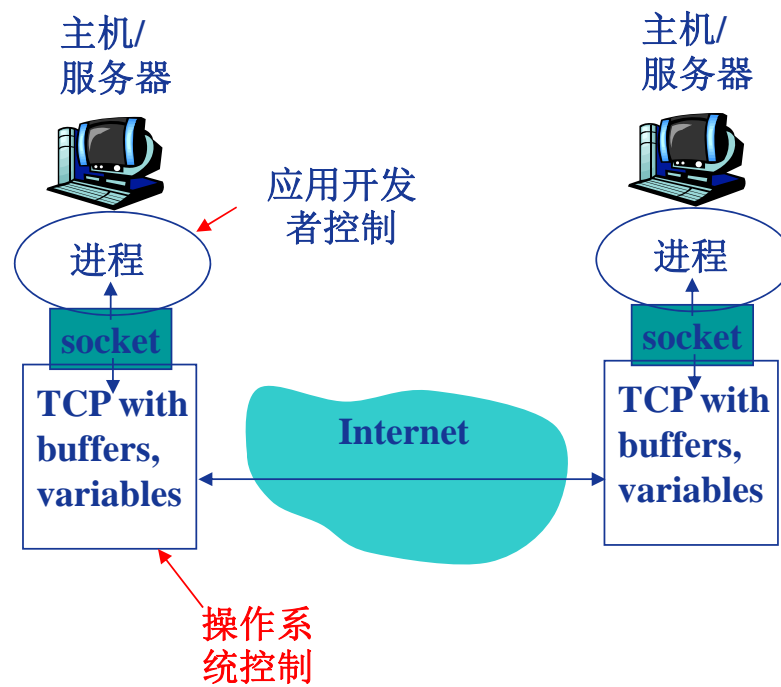 主机/
服务器
主机/
服务器
应用开发
者控制
进程
进程
socket
socket
TCP with
buffers,
variables
Internet
TCP with
buffers,
variables
操作系
统控制